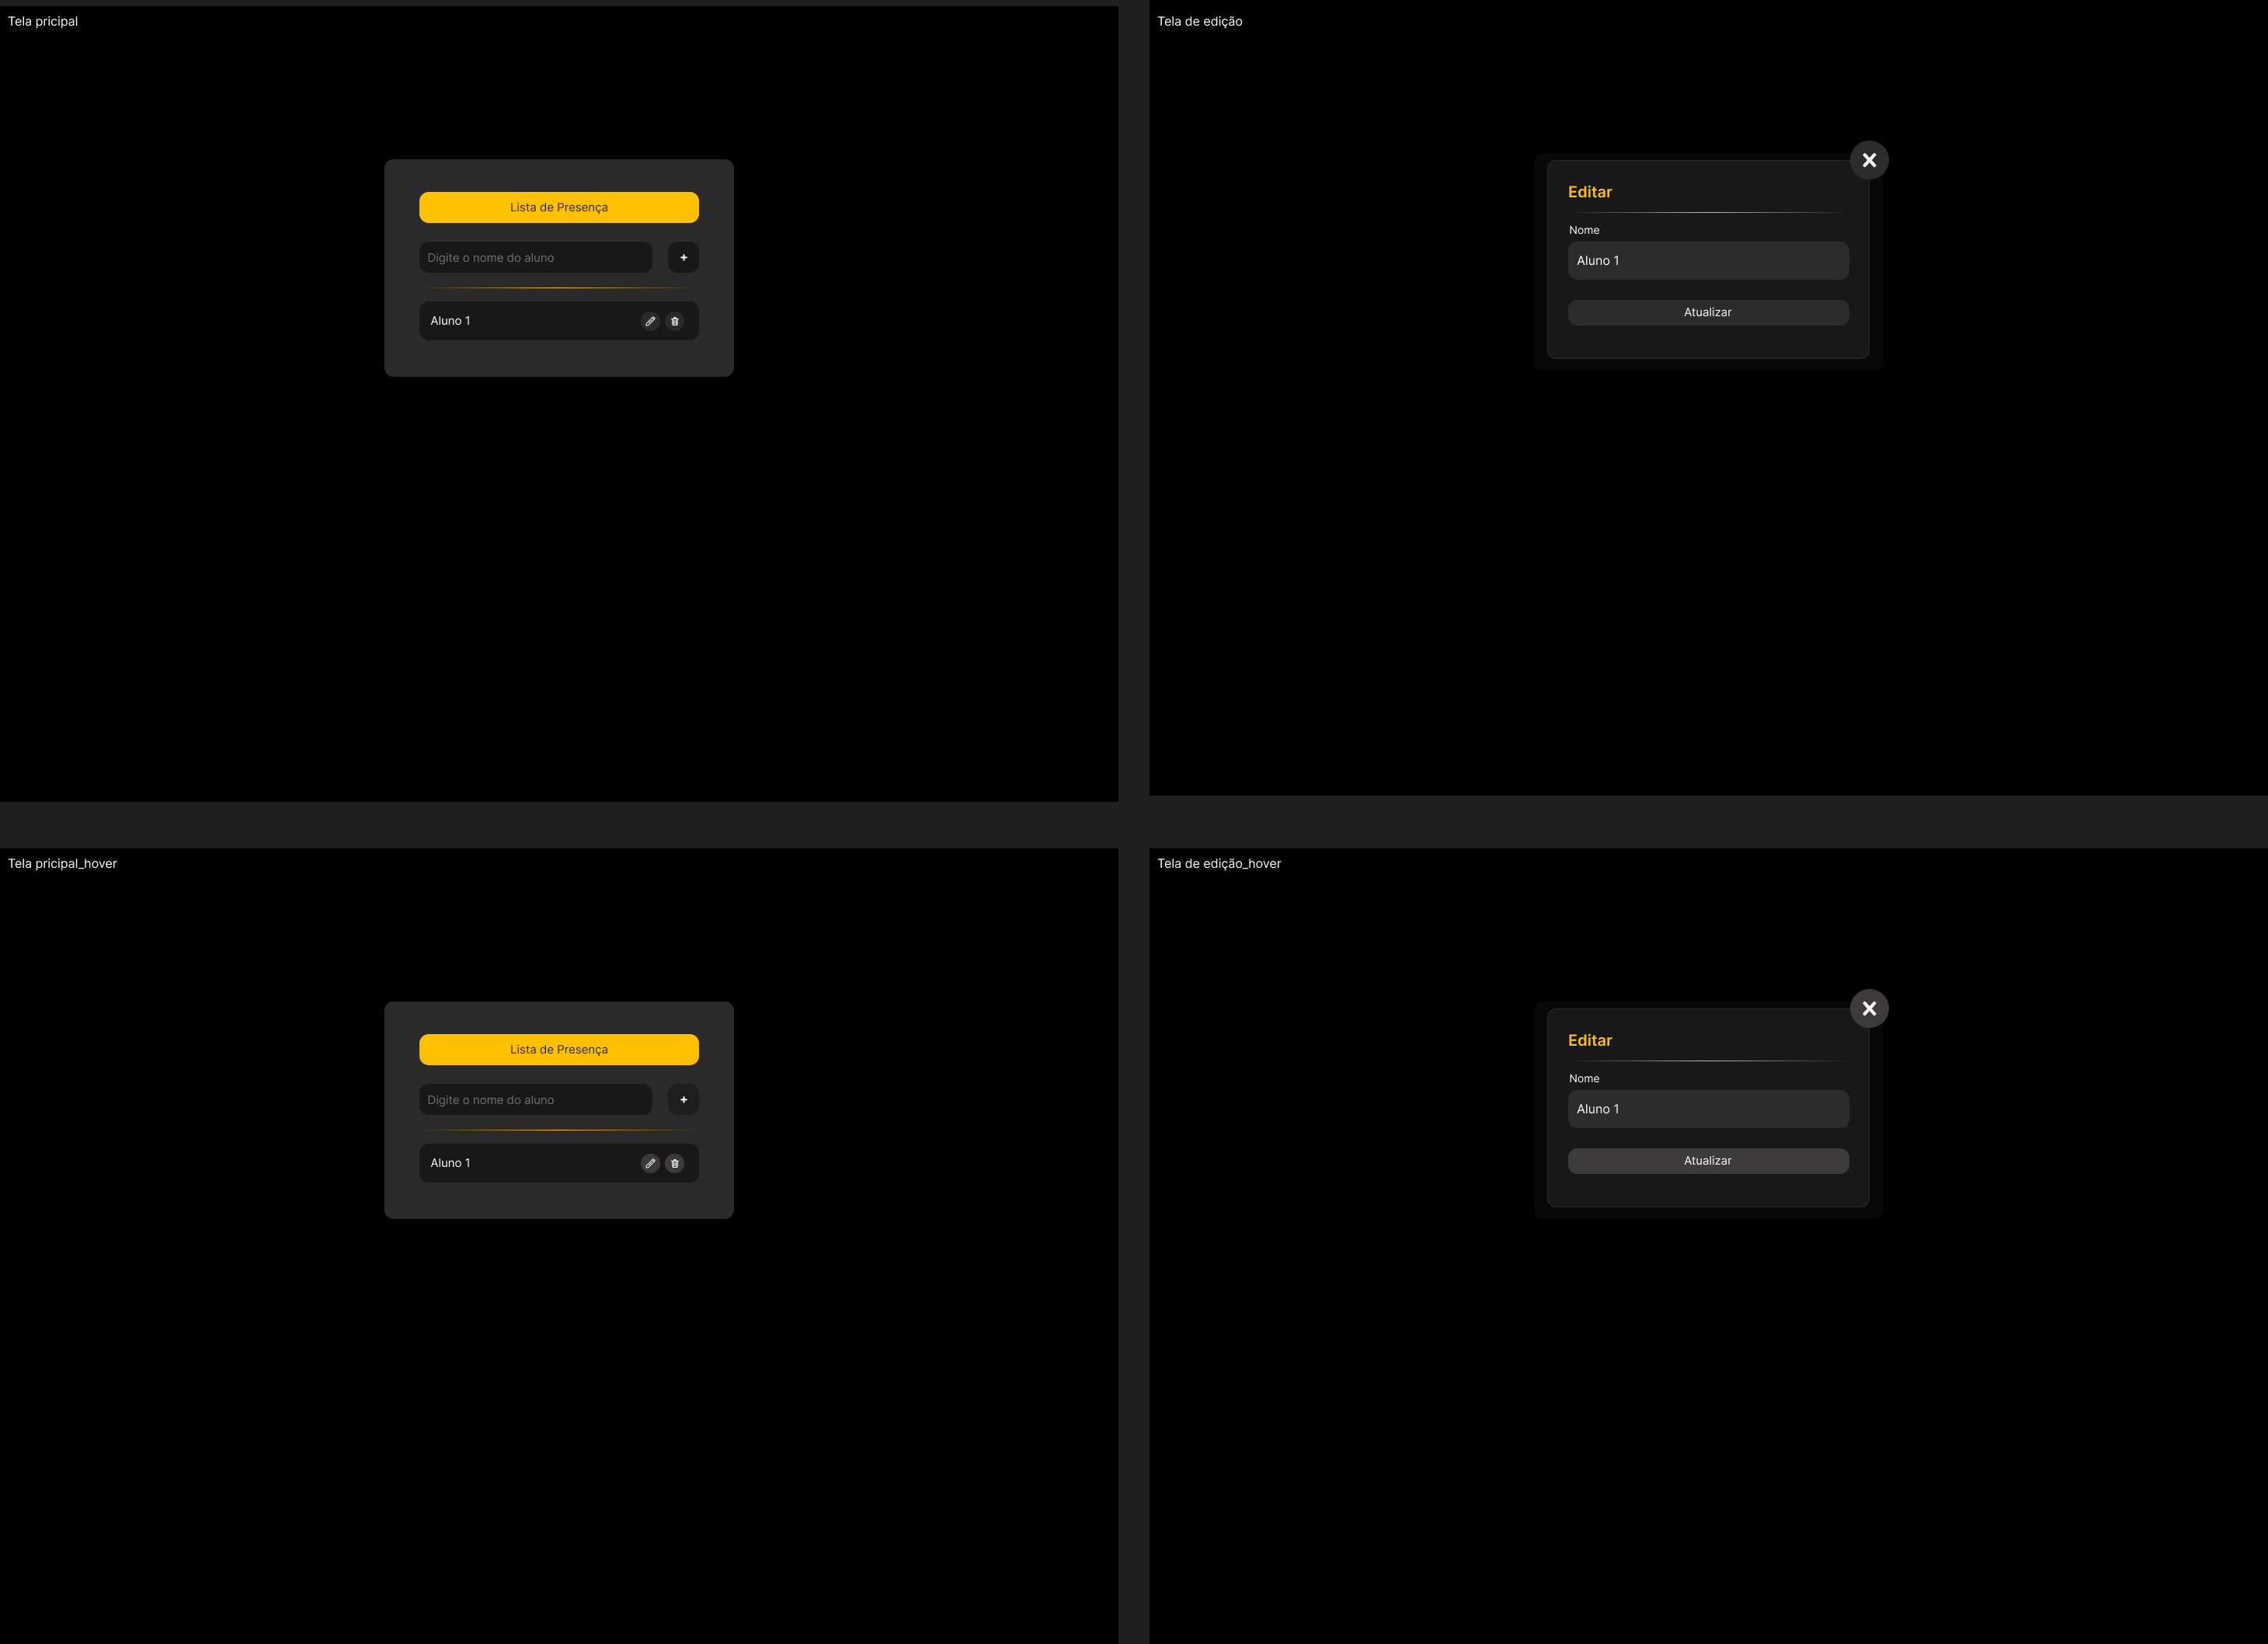 Tela pricipal
Lista de Presença
Digite o nome do aluno
+
Aluno 1
Tela de edição
Editar
Nome
Aluno 1
Atualizar
Tela pricipal_hover
Lista de Presença
Digite o nome do aluno
+
Aluno 1
Tela de edição_hover
Editar
Nome
Aluno 1
Atualizar